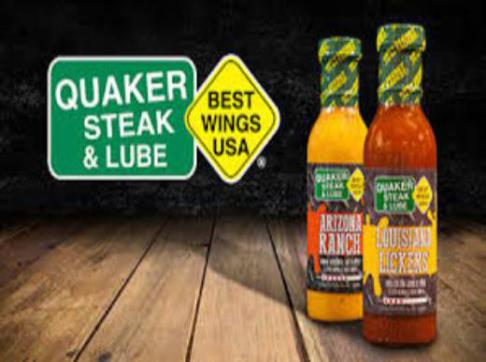 QUAKER
STEAK
& LUBE
BEST
WINGS
USA
®
QUAKER
STEAK
& LUBE
ARIZONA
RANCH
QUAKER
STEAK
& LUBE
LOUISIANA
LICKERS